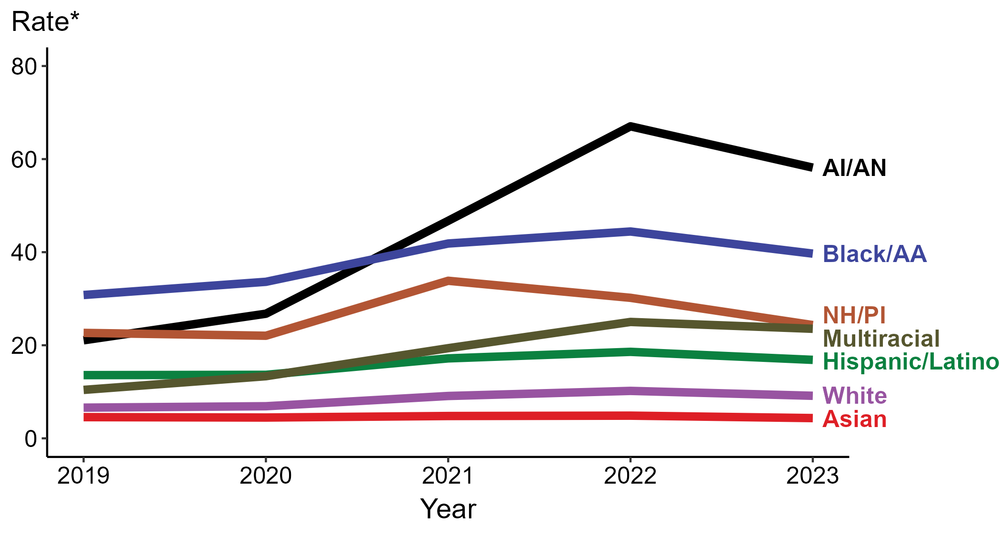 Rate*
80
60
40
20
0
AI/AN
Black/AA
NH/PI
Multiracial
Hispanic/Latino
White
Asian
2019 2020 2021 2022 2023
Year